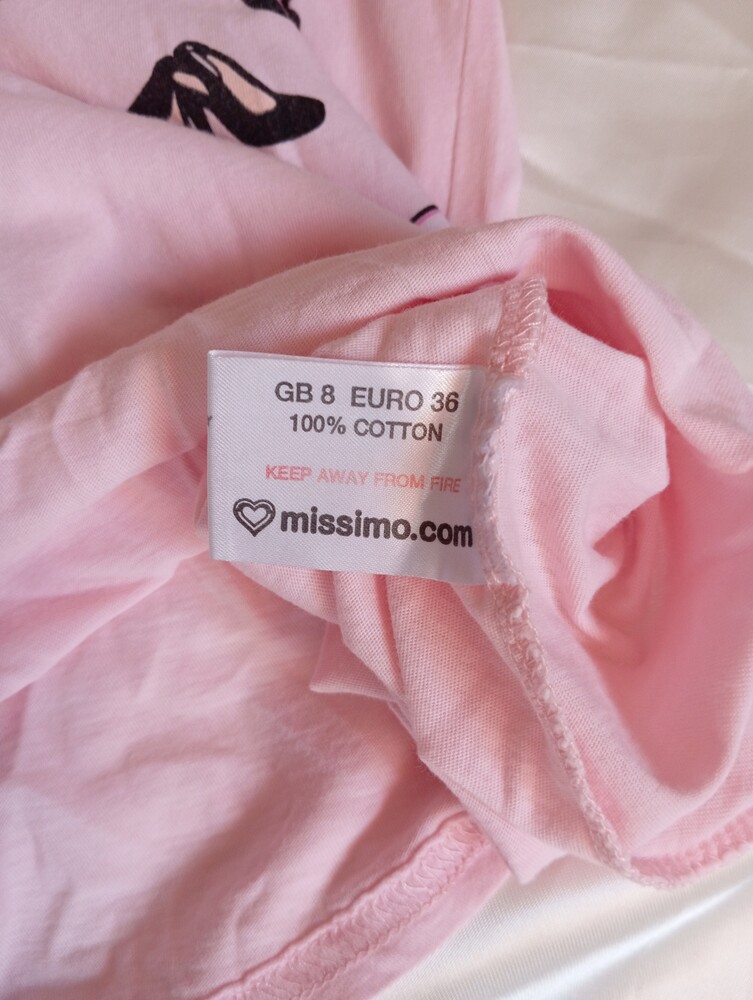 GB 8 EURO 36
100% COTTON
KEEP AWAY FROM FIRE
missimo.com